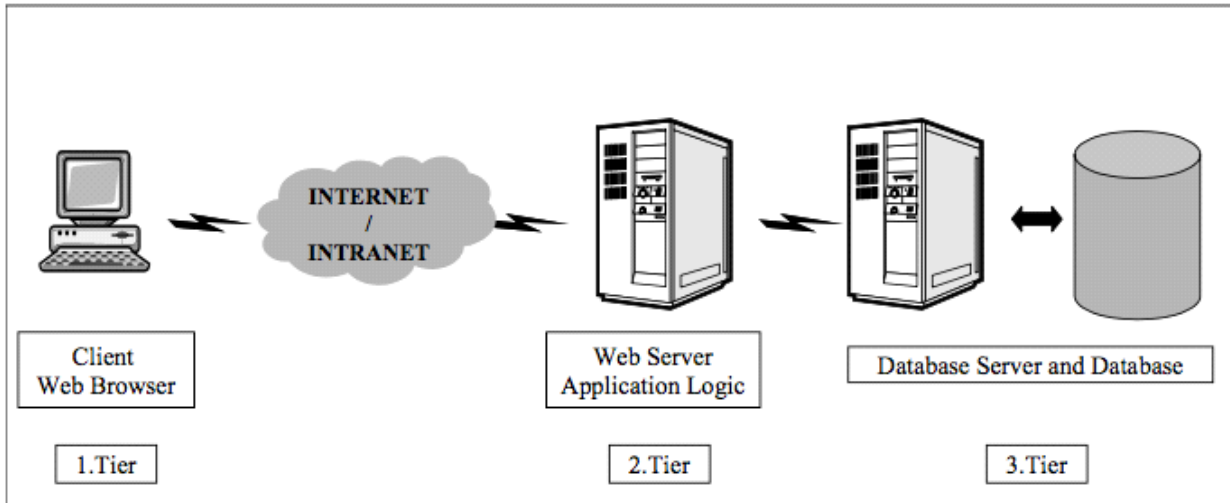 INTERNET
/
INTRANET
Client
Web Browser
Web Server
Application Logic
Database Server and Database
1.Tier
2.Tier
3.Tier